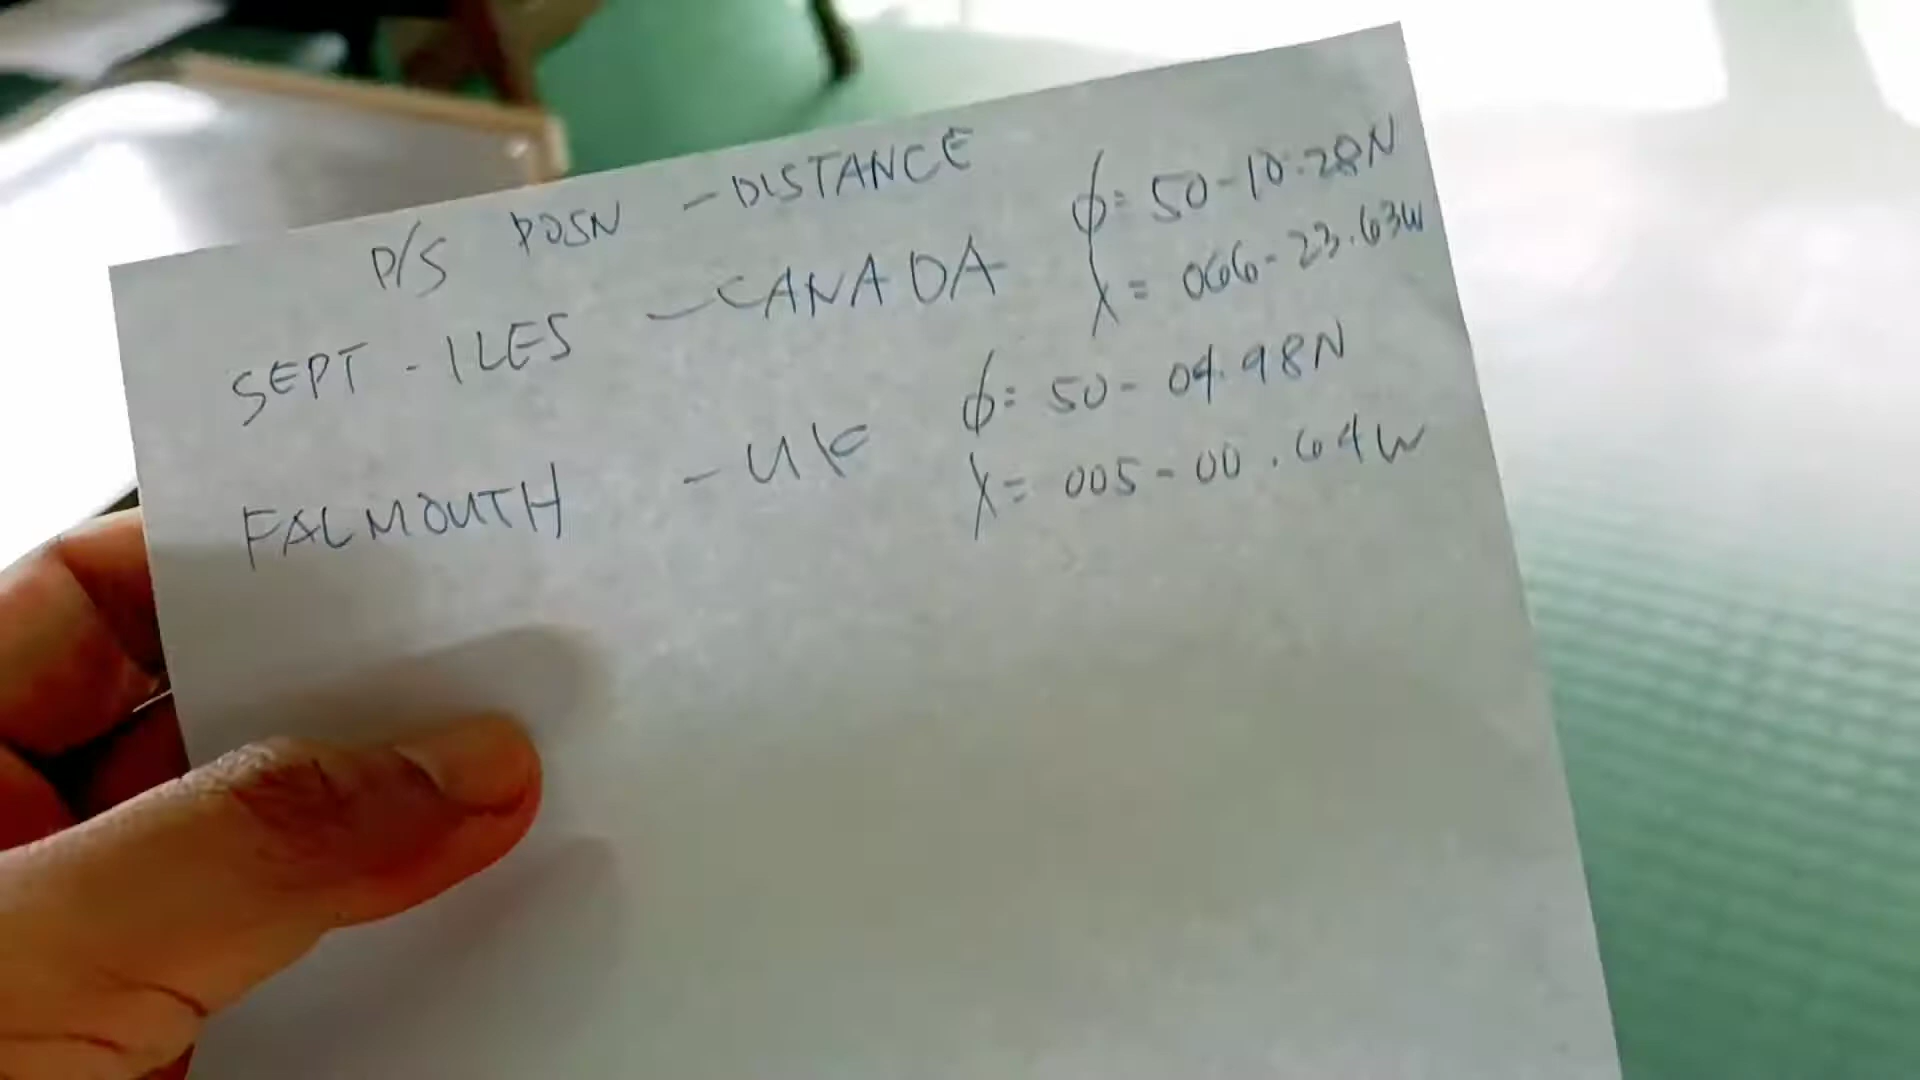 P/S POSN - DISTANCE
SEPT-ILES - CANADA φ= 50-10.28N
λ= 066-23.63W
FALMOUTH - UK φ= 50-04.98N
λ= 005-00.64W